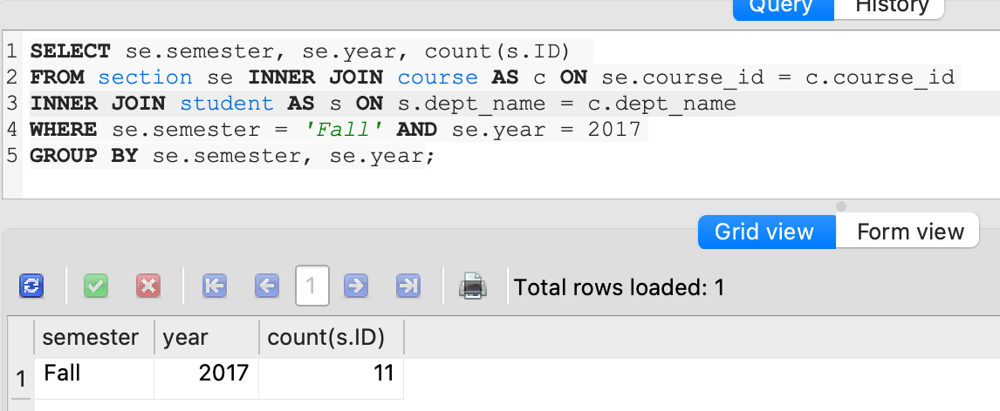 Query History
1 SELECT se.semester, se.year, count(s.ID)
2 FROM section se INNER JOIN course AS c ON se.course_id = c.course_id
3 INNER JOIN student AS s ON s.dept_name = c.dept_name
4 WHERE se.semester = 'Fall' AND se.year = 2017
5 GROUP BY se.semester, se.year;
Grid view Form view
1 Total rows loaded: 1
semester year count(s.ID)
1 Fall 2017 11